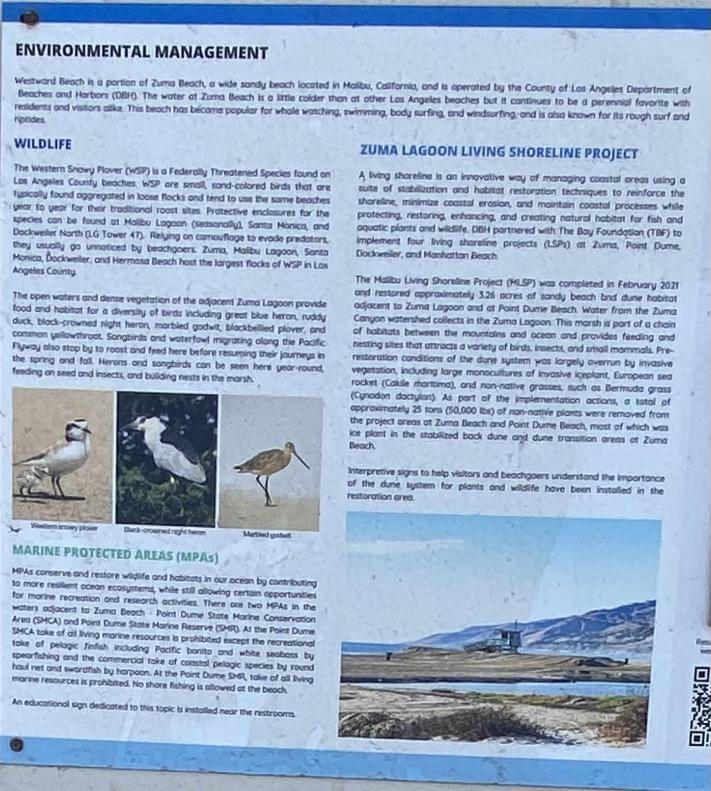 ENVIRONMENTAL MANAGEMENT
Westward Beach is a portion of Zuma Beach, a wide sandy beach located in Malibu, California, and is operated by the County of Los Angeles Department of
Beaches and Harbors (DBH). The water at Zuma Beach is a little colder than at other Los Angeles beaches but it continues to be a perennial favorite with
residents and visitors alike. This beach has become popular for whale watching, swimming, body surfing, and windsurfing, and is also known for its rough surf and
riptides.
WILDLIFE
The Western Snowy Plover (WSP) is a Federally Threatened Species found on
Los Angeles County beaches. WSP are small, sand-colored birds that are
typically found aggregated in loose flocks and tend to use the same beaches
year to year for their traditional roost sites. Protective enclosures for the
species can be found at Malibu Lagoon (seasonally), Santa Monica, and
Dockweiler North (LG Tower 47). Relying on camouflage to evade predators,
they usually go unnoticed by beachgoers. Zuma, Malibu Lagoon, Santa
Monica, Dockweiler, and Hermosa Beach host the largest flocks of WSP in Los
Angeles County.
The open waters and dense vegetation of the adjacent Zuma Lagoon provide
food and habitat for a diversity of birds including great blue heron, ruddy
duck, black-crowned night heron, marbled godwit, blackbellied plover, and
common yellowthroat. Songbirds and waterfowl migrating along the Pacific
Flyway also stop by to roost and feed here before resuming their journeys in
the spring and fall. Herons and songbirds can be seen here year-round,
feeding on seed and insects, and building nests in the marsh.
Western snowy plover
Black-crowned night heron
Marbled godwit
MARINE PROTECTED AREAS (MPAs)
MPAs conserve and restore wildlife and habitats in our ocean by contributing
to more resilient ocean ecosystems, while still allowing certain opportunities
for marine recreation and research activities. There are two MPAs in the
waters adjacent to Zuma Beach - Point Dume State Marine Conservation
Area (SMCA) and Point Dume State Marine Reserve (SMR). At the Point Dume
SMCA take of all living marine resources is prohibited except the recreational
take of pelagic finfish including Pacific bonito and white seabass by
spearfishing and the commercial take of coastal pelagic species by round
haul net and swordfish by harpoon. At the Point Dume SMR, take of all living
marine resources is prohibited. No shore fishing is allowed at the beach.
An educational sign dedicated to this topic is installed near the restrooms.
ZUMA LAGOON LIVING SHORELINE PROJECT
A living shoreline is an innovative way of managing coastal areas using a
suite of stabilization and habitat restoration techniques to reinforce the
shoreline, minimize coastal erosion, and maintain coastal processes while
protecting, restoring, enhancing, and creating natural habitat for fish and
aquatic plants and wildlife. DBH partnered with The Bay Foundation (TBF) to
implement four living shoreline projects (LSPs) at Zuma, Point Dume,
Dockweiler, and Manhattan Beach.
The Malibu Living Shoreline Project (MLSP) was completed in February 2021
and restored approximately 3.26 acres of sandy beach and dune habitat
adjacent to Zuma Lagoon and at Point Dume Beach. Water from the Zuma
Canyon watershed collects in the Zuma Lagoon. This marsh is part of a chain
of habitats between the mountains and ocean and provides feeding and
nesting sites that attracts a variety of birds, insects, and small mammals. Pre-
restoration conditions of the dune system was largely overrun by invasive
vegetation, including large monocultures of invasive iceplant, European sea
rocket (Cakile maritima), and non-native grasses, such as Bermuda grass
(Cynodon dactylon). As part of the implementation actions, a total of
approximately 25 tons (50,000 lbs) of non-native plants were removed from
the project areas at Zuma Beach and Point Dume Beach, most of which was
ice plant in the stabilized back dune and dune transition areas at Zuma
Beach.
Interpretive signs to help visitors and beachgoers understand the importance
of the dune system for plants and wildlife have been installed in the
restoration area.